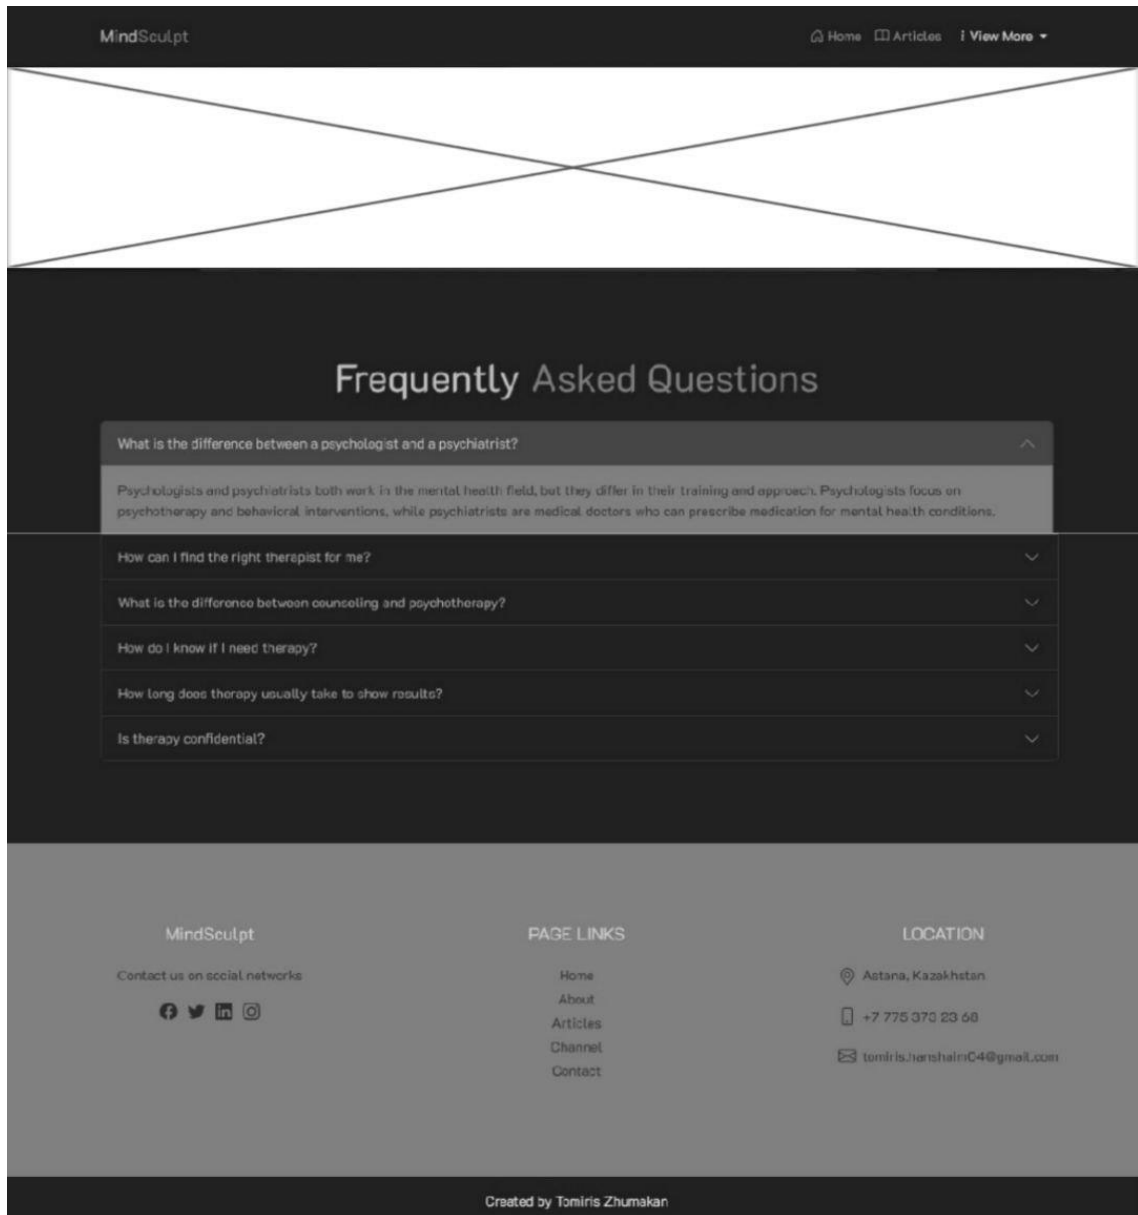 MindSculpt
Home Articles View More
Frequently Asked Questions
What is the difference between a psychologist and a psychiatrist?
Psychologists and psychiatrists both work in the mental health field, but they differ in their training and approach. Psychologists focus on
psychotherapy and behavioral interventions, while psychiatrists are medical doctors who can prescribe medication for mental health conditions.
How can I find the right therapist for me?
What is the difference between counseling and psychotherapy?
How do I know if I need therapy?
How long does therapy usually take to show results?
Is therapy confidential?
MindSculpt
Contact us on social networks
PAGE LINKS
Home
About
Articles
Channel
Contact
LOCATION
Astana, Kazakhstan
+7 775 373 23 68
Created by Tomiris Zhumakan